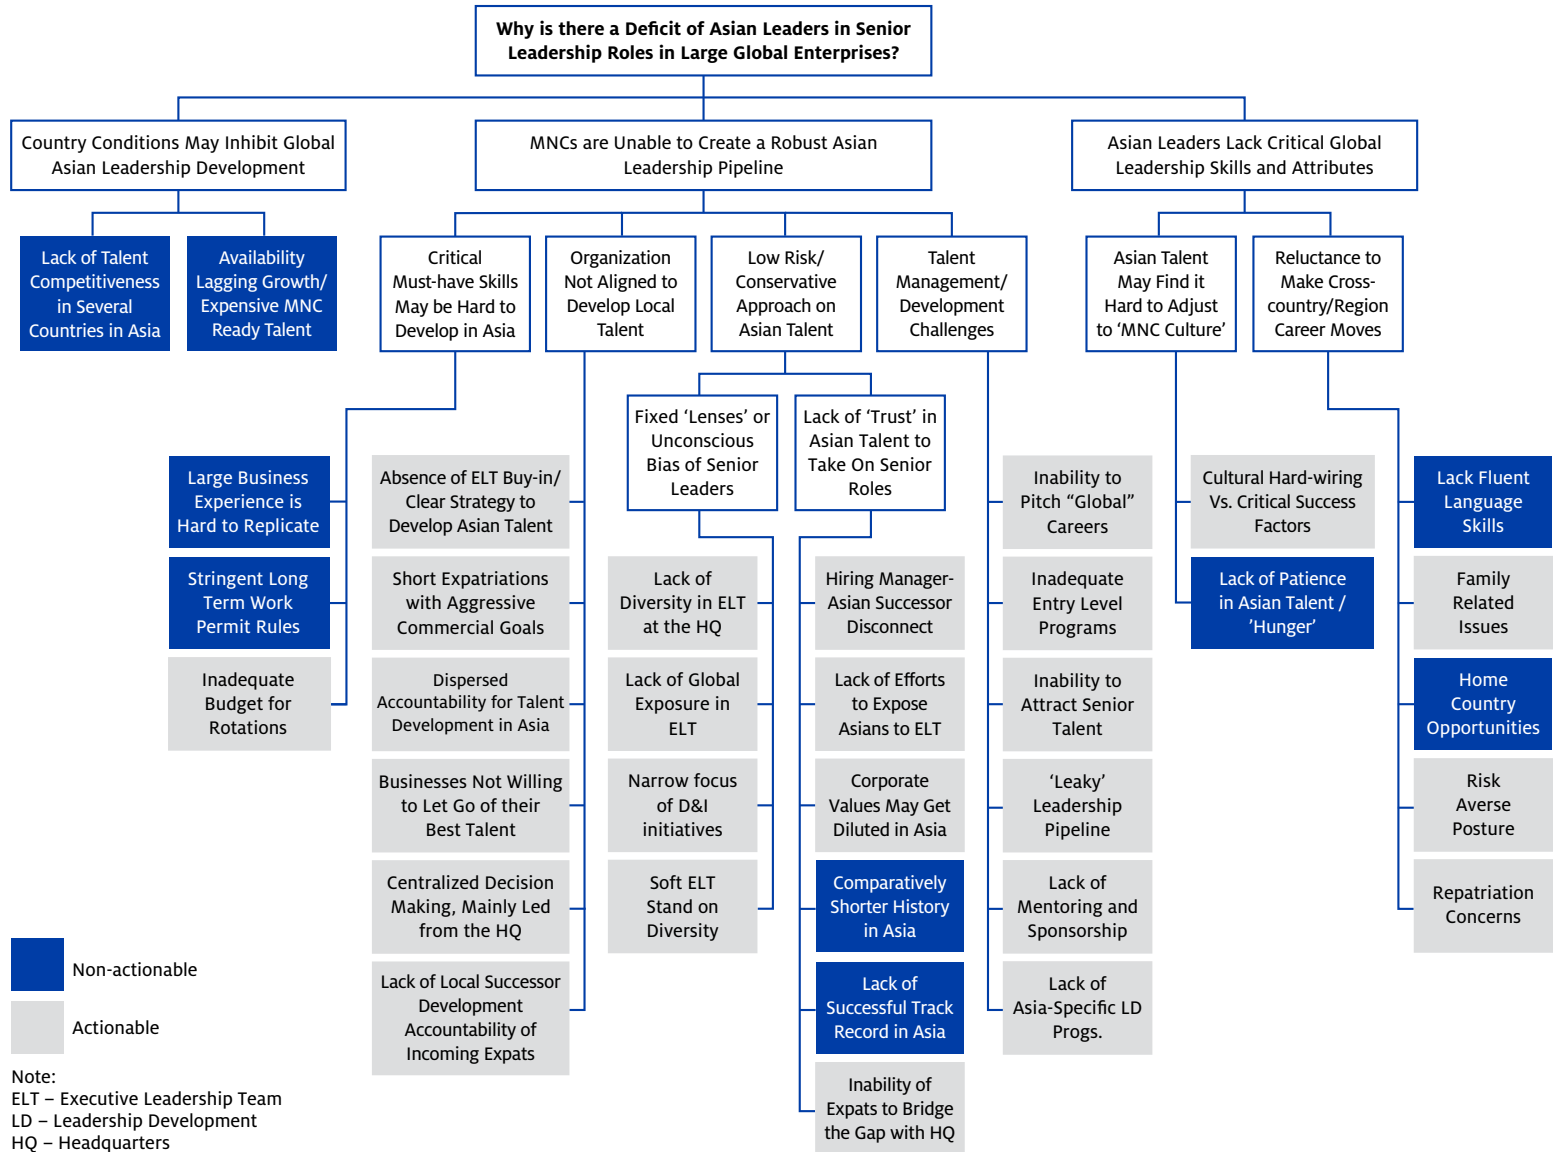 Why is there a Deficit of Asian Leaders in Senior
Leadership Roles in Large Global Enterprises?
Country Conditions May Inhibit Global
Asian Leadership Development
MNCs are Unable to Create a Robust Asian
Leadership Pipeline
Asian Leaders Lack Critical Global
Leadership Skills and Attributes
Lack of Talent
Competitiveness
in Several
Countries in Asia
Availability
Lagging Growth/
Expensive MNC
Ready Talent
Critical
Must-have Skills
May be Hard to
Develop in Asia
Organization
Not Aligned to
Develop Local
Talent
Low Risk/
Conservative
Approach on
Asian Talent
Talent
Management/
Development
Challenges
Asian Talent
May Find it
Hard to Adjust
to ‘MNC Culture’
Reluctance to
Make Cross-
country/Region
Career Moves
Fixed ‘Lenses’ or
Unconscious
Bias of Senior
Leaders
Lack of ‘Trust’ in
Asian Talent to
Take On Senior
Roles
Large Business
Experience is
Hard to Replicate
Stringent Long
Term Work
Permit Rules
Inadequate
Budget for
Rotations
Absence of ELT Buy-in/
Clear Strategy to
Develop Asian Talent
Short Expatriations
with Aggressive
Commercial Goals
Dispersed
Accountability for Talent
Development in Asia
Businesses Not Willing
to Let Go of their
Best Talent
Centralized Decision
Making, Mainly Led
from the HQ
Lack of Local Successor
Development
Accountability of
Incoming Expats
Lack of
Diversity in ELT
at the HQ
Lack of Global
Exposure in
ELT
Narrow focus
of D&I
initiatives
Soft ELT
Stand on
Diversity
Hiring Manager-
Asian Successor
Disconnect
Lack of Efforts
to Expose
Asians to ELT
Corporate
Values May Get
Diluted in Asia
Comparatively
Shorter History
in Asia
Lack of
Successful Track
Record in Asia
Inability of
Expats to Bridge
the Gap with HQ
Inability to
Pitch “Global”
Careers
Inadequate
Entry Level
Programs
Inability to
Attract Senior
Talent
‘Leaky’
Leadership
Pipeline
Lack of
Mentoring and
Sponsorship
Lack of
Asia-Specific LD
Progs.
Cultural Hard-wiring
Vs. Critical Success
Factors
Lack of Patience
in Asian Talent /
’Hunger’
Lack Fluent
Language
Skills
Family
Related
Issues
Home
Country
Opportunities
Risk
Averse
Posture
Repatriation
Concerns
Non-actionable
Actionable
Note:
ELT – Executive Leadership Team
LD – Leadership Development
HQ – Headquarters